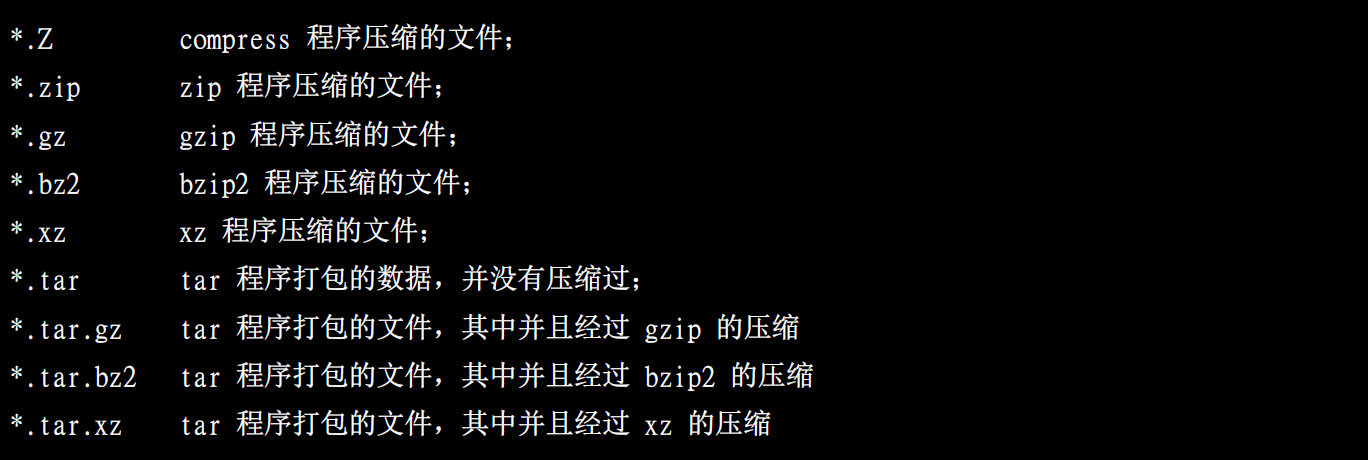 *.Z compress 程序压缩的文件；
*.zip zip 程序压缩的文件；
*.gz gzip 程序压缩的文件；
*.bz2 bzip2 程序压缩的文件；
*.xz xz 程序压缩的文件；
*.tar tar 程序打包的数据，并没有压缩过；
*.tar.gz tar 程序打包的文件，其中并且经过 gzip 的压缩
*.tar.bz2 tar 程序打包的文件，其中并且经过 bzip2 的压缩
*.tar.xz tar 程序打包的文件，其中并且经过 xz 的压缩